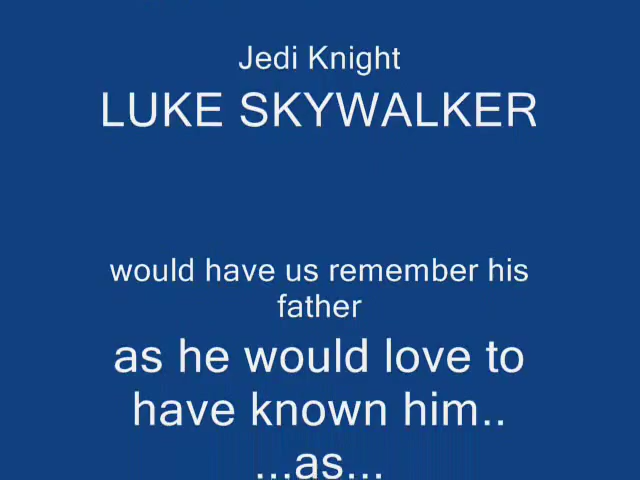 Jedi Knight
LUKE SKYWALKER
would have us remember his
father
as he would love to
have known him..
...as...